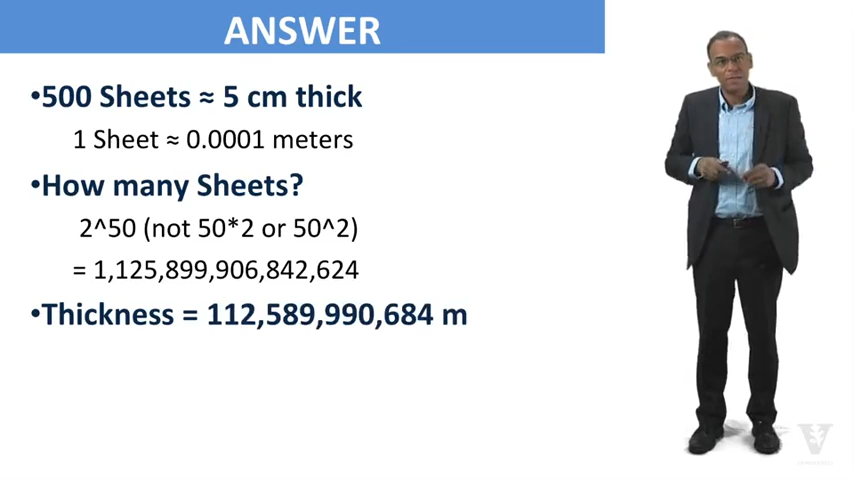 ANSWER
•500 Sheets ≈ 5 cm thick
1 Sheet ≈ 0.0001 meters
•How many Sheets?
2^50 (not 50*2 or 50^2)
= 1,125,899,906,842,624
•Thickness = 112,589,990,684 m